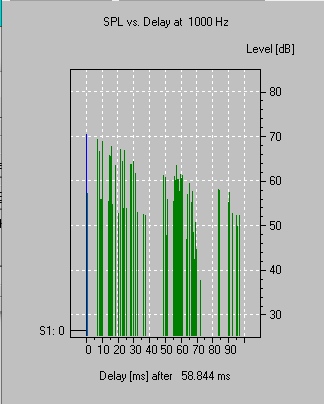 SPL vs. Delay at 1000 Hz
Level [dB]
80
70
60
50
40
30
S1: 0
0 10 20 30 40 50 60 70 80 90
Delay [ms] after 58.844 ms